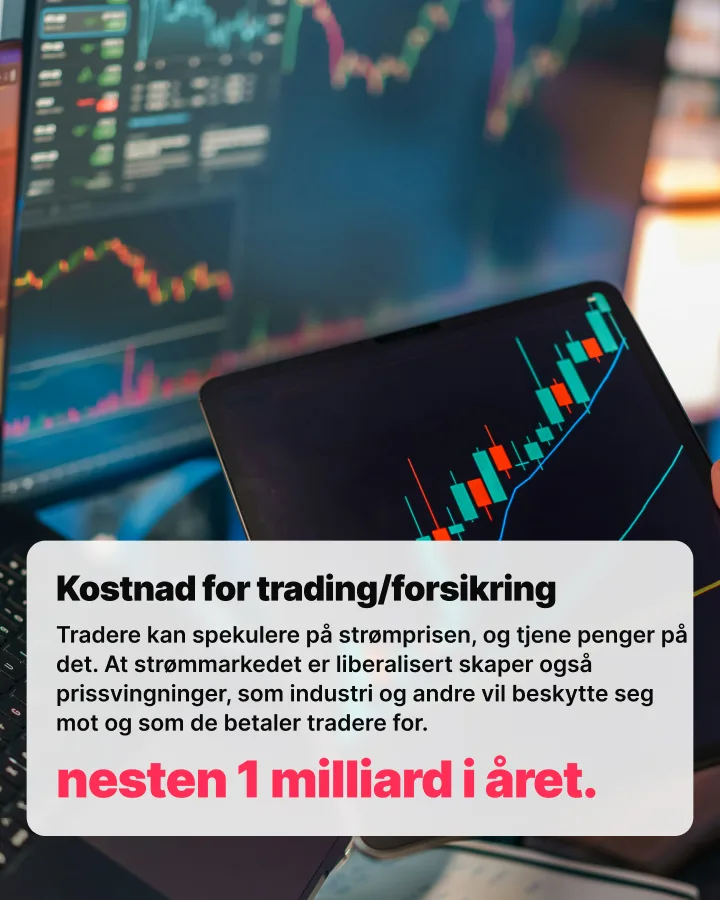 Kostnad for trading/forsikring
Tradere kan spekulere på strømprisen, og tjene penger på
det. At strømmarkedet er liberalisert skaper også
prissvingninger, som industri og andre vil beskytte seg
mot og som de betaler tradere for.
nesten 1 milliard i året.